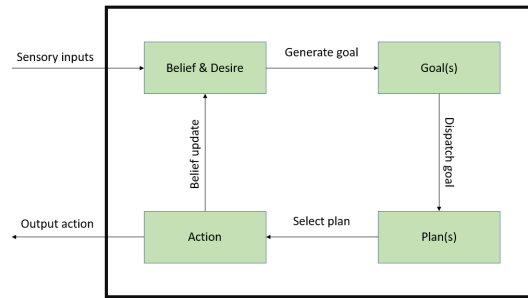 Sensory inputs
Belief & Desire
Generate goal
Goal(s)
Belief update
Dispatch goal
Output action
Action
Select plan
Plan(s)